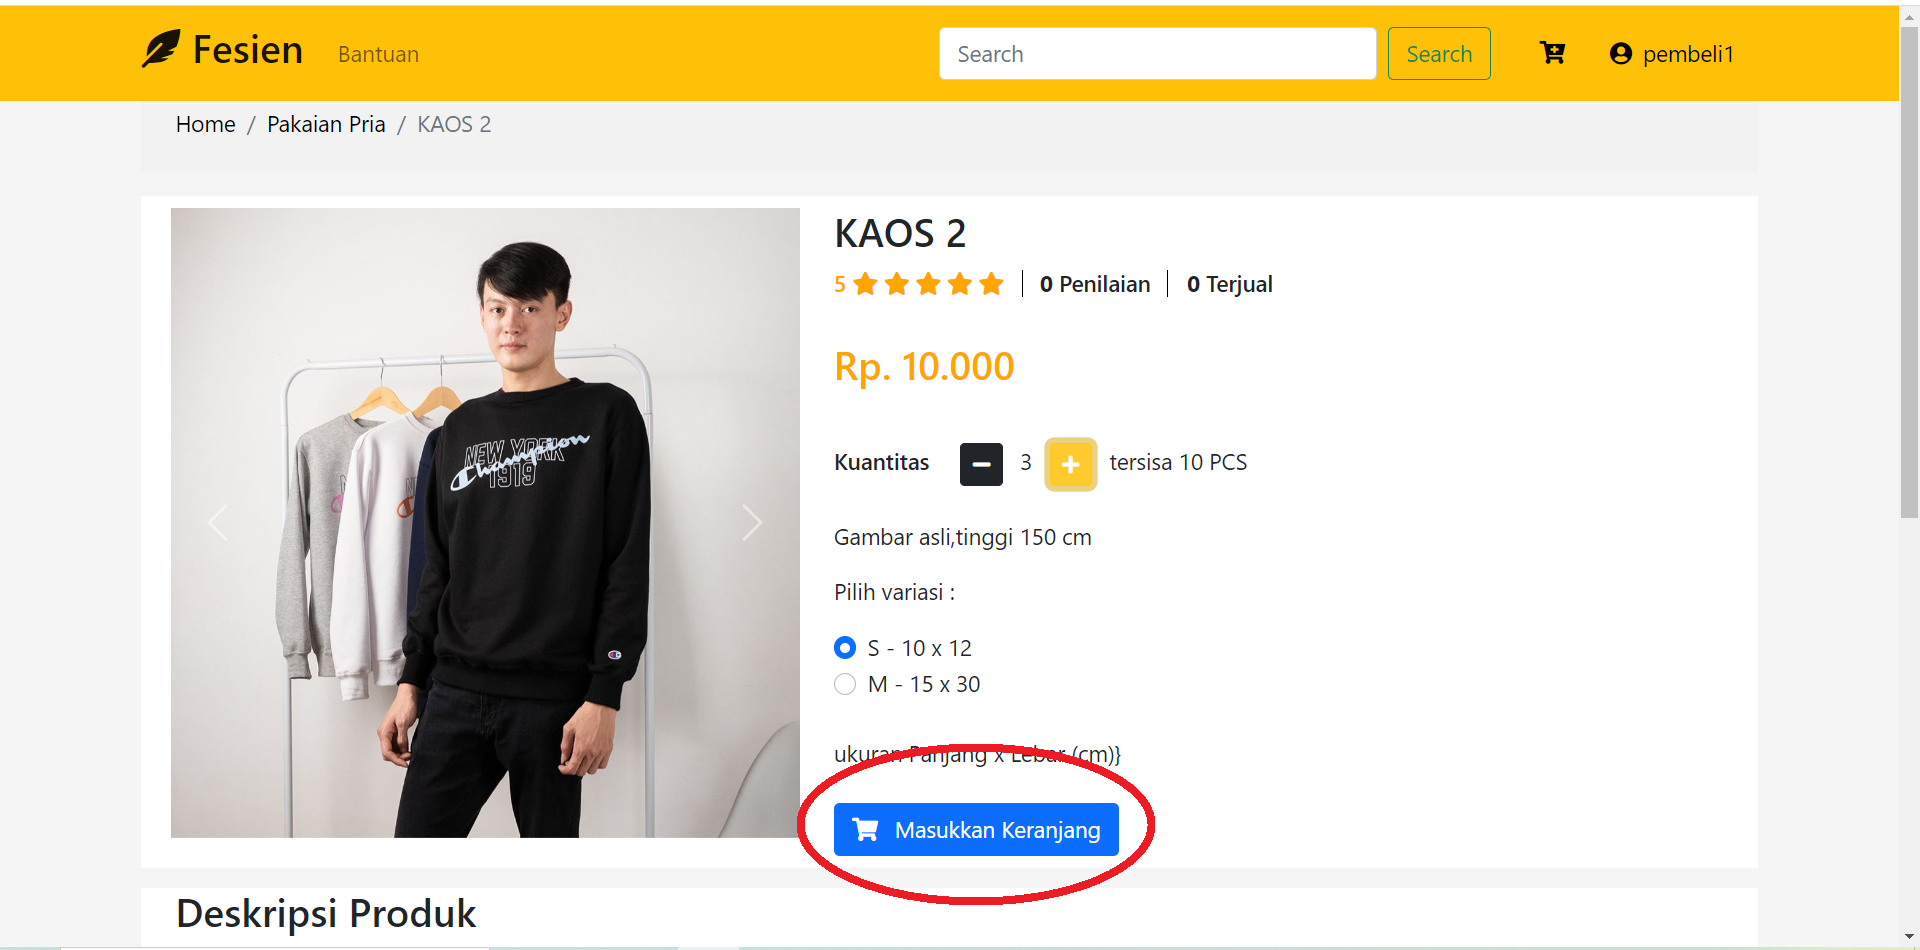 Fesien Bantuan Search Search pembeli1
Home / Pakaian Pria / KAOS 2
KAOS 2
5 0 Penilaian 0 Terjual
Rp. 10.000
Kuantitas 3 tersisa 10 PCS
NEW YORK
Champion
1919
Gambar asli,tinggi 150 cm
Pilih variasi :
S - 10 x 12
M - 15 x 30
ukuran Panjang x Lebar (cm)}
Masukkan Keranjang
Deskripsi Produk